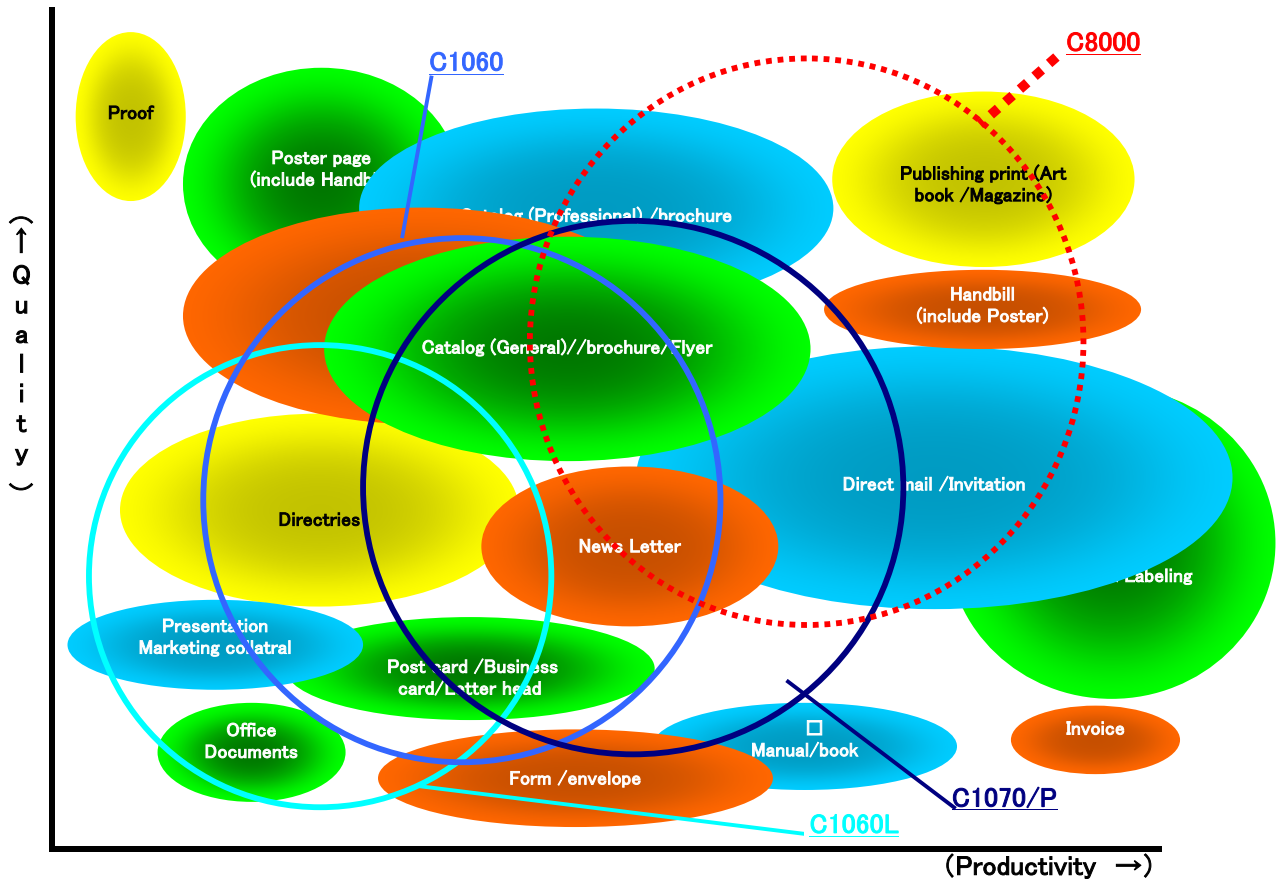 C8000
C1060
Proof
Poster page
(include Handbi
Publishing print (Art
book /Magazine)
(Professional) /brochure
Handbill
(include Poster)
(←Quality)
Catalog (General)//brochure/Flyer
Direct mail /Invitation
Directries
News Letter
Labeling
Presentation
Marketing collatral
Post card /Business
card/Letter head
Office
Documents
Invoice
Manual/book
Form /envelope
C1070/P
C1060L
(Productivity →)